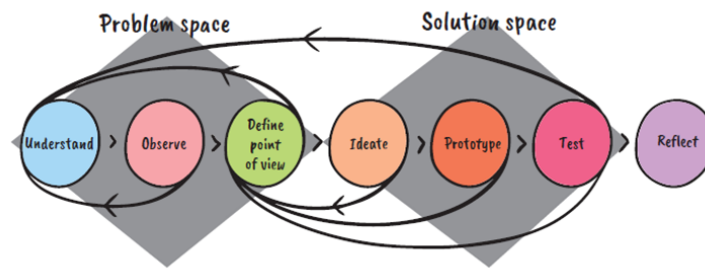 Problem space
Solution space
Understand
Observe
Define
point
of view
Ideate
Prototype
Test
Reflect